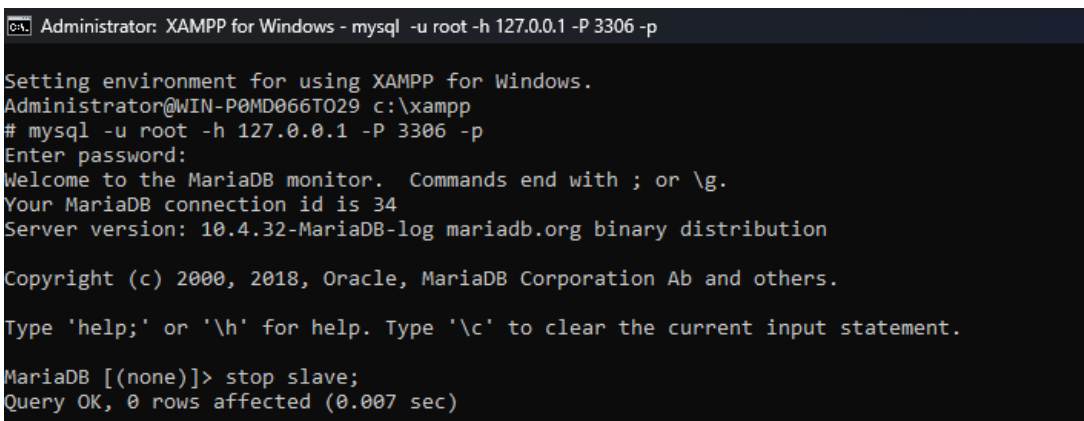 Administrator: XAMPP for Windows - mysql -u root -h 127.0.0.1 -P 3306 -p
Setting environment for using XAMPP for Windows.
Administrator@WIN-P0MD066TO29 c:\xampp
# mysql -u root -h 127.0.0.1 -P 3306 -p
Enter password:
Welcome to the MariaDB monitor.  Commands end with ; or \g.
Your MariaDB connection id is 34
Server version: 10.4.32-MariaDB-log mariadb.org binary distribution
Copyright (c) 2000, 2018, Oracle, MariaDB Corporation Ab and others.
Type 'help;' or '\h' for help. Type '\c' to clear the current input statement.
MariaDB [(none)]> stop slave;
Query OK, 0 rows affected (0.007 sec)